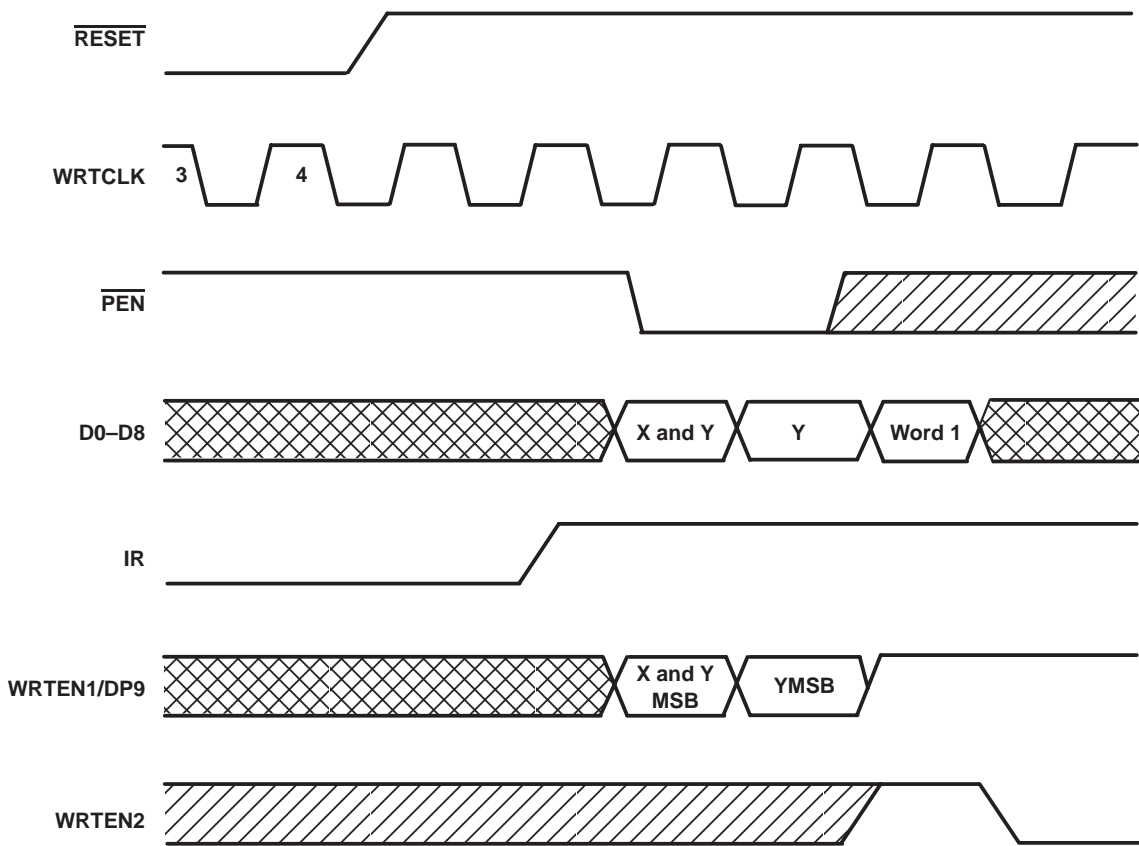 RESET
WRTCLK
3
4
PEN
D0–D8
X and Y
Y
Word 1
IR
WRTEN1/DP9
X and Y
MSB
YMSB
WRTEN2